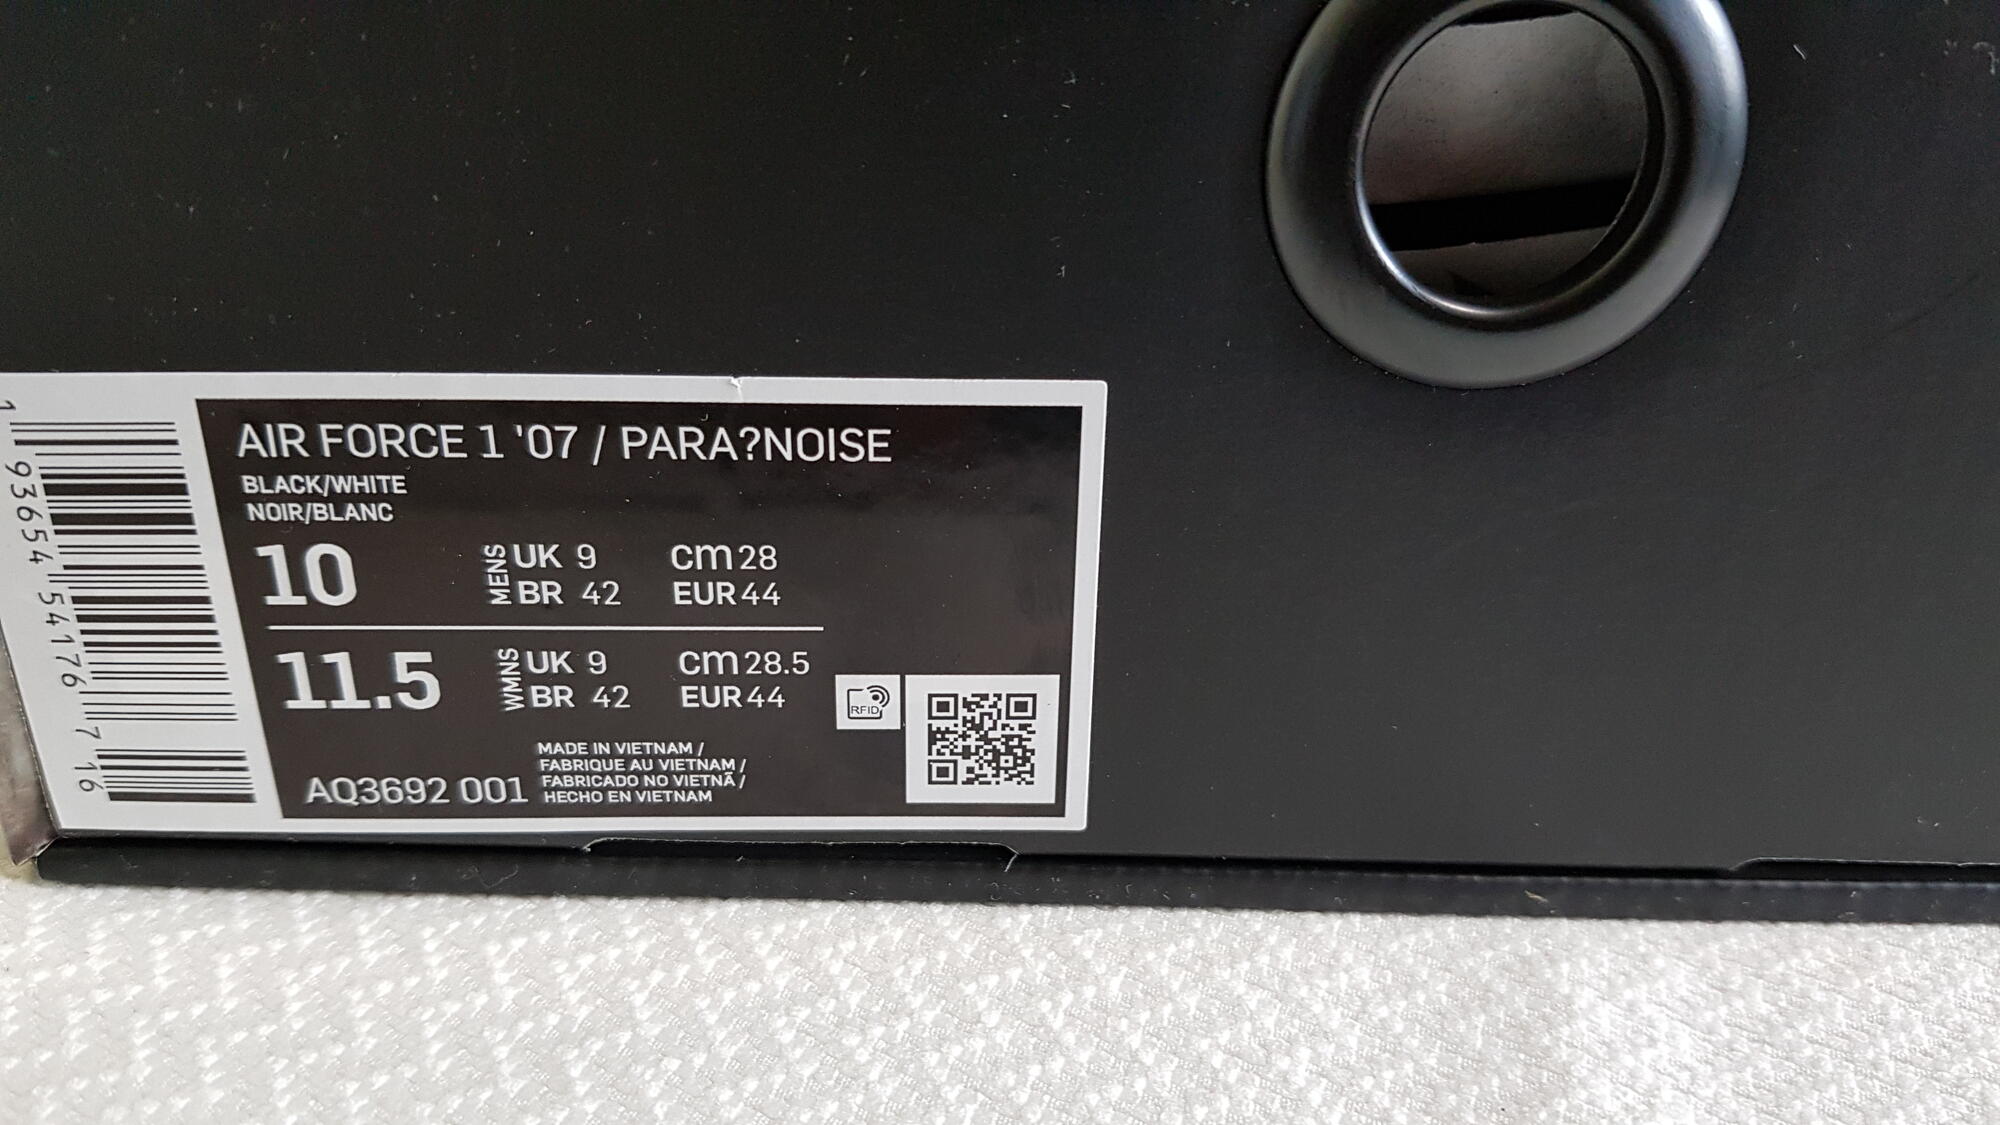 AIR FORCE 1 '07 / PARA?NOISE
BLACK/WHITE
NOIR/BLANC
10
MENS
UK 9 cm 28
BR 42 EUR 44
11.5
WMNS
UK 9 cm 28.5
BR 42 EUR 44
RFID
AQ3692 001
MADE IN VIETNAM /
FABRIQUE AU VIETNAM /
FABRICADO NO VIETNÃ /
HECHO EN VIETNAM
1 93654 54176 7 16